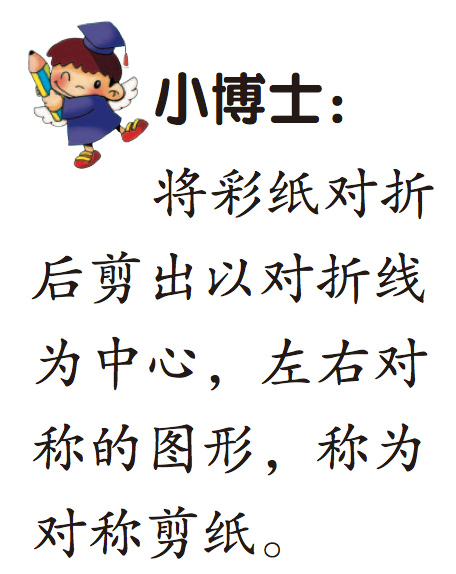 小博士：
将彩纸对折
后剪出以对折线
为中心，左右对
称的图形，称为
对称剪纸。